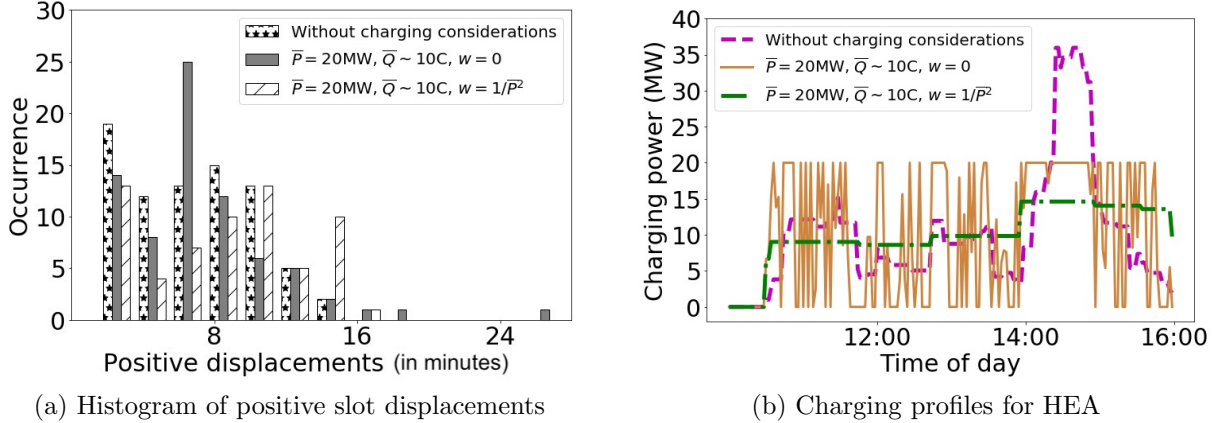 30
25
20
15
10
5
0
Occurrence
Without charging considerations
P̅ = 20MW, Q̅ ~ 10C, w = 0
P̅ = 20MW, Q̅ ~ 10C, w = 1/P̅²
8
16
24
Positive displacements (in minutes)
(a) Histogram of positive slot displacements
40
35
30
25
20
15
10
5
0
Charging power (MW)
Without charging considerations
P̅ = 20MW, Q̅ ~ 10C, w = 0
P̅ = 20MW, Q̅ ~ 10C, w = 1/P̅²
12:00
14:00
16:00
Time of day
(b) Charging profiles for HEA